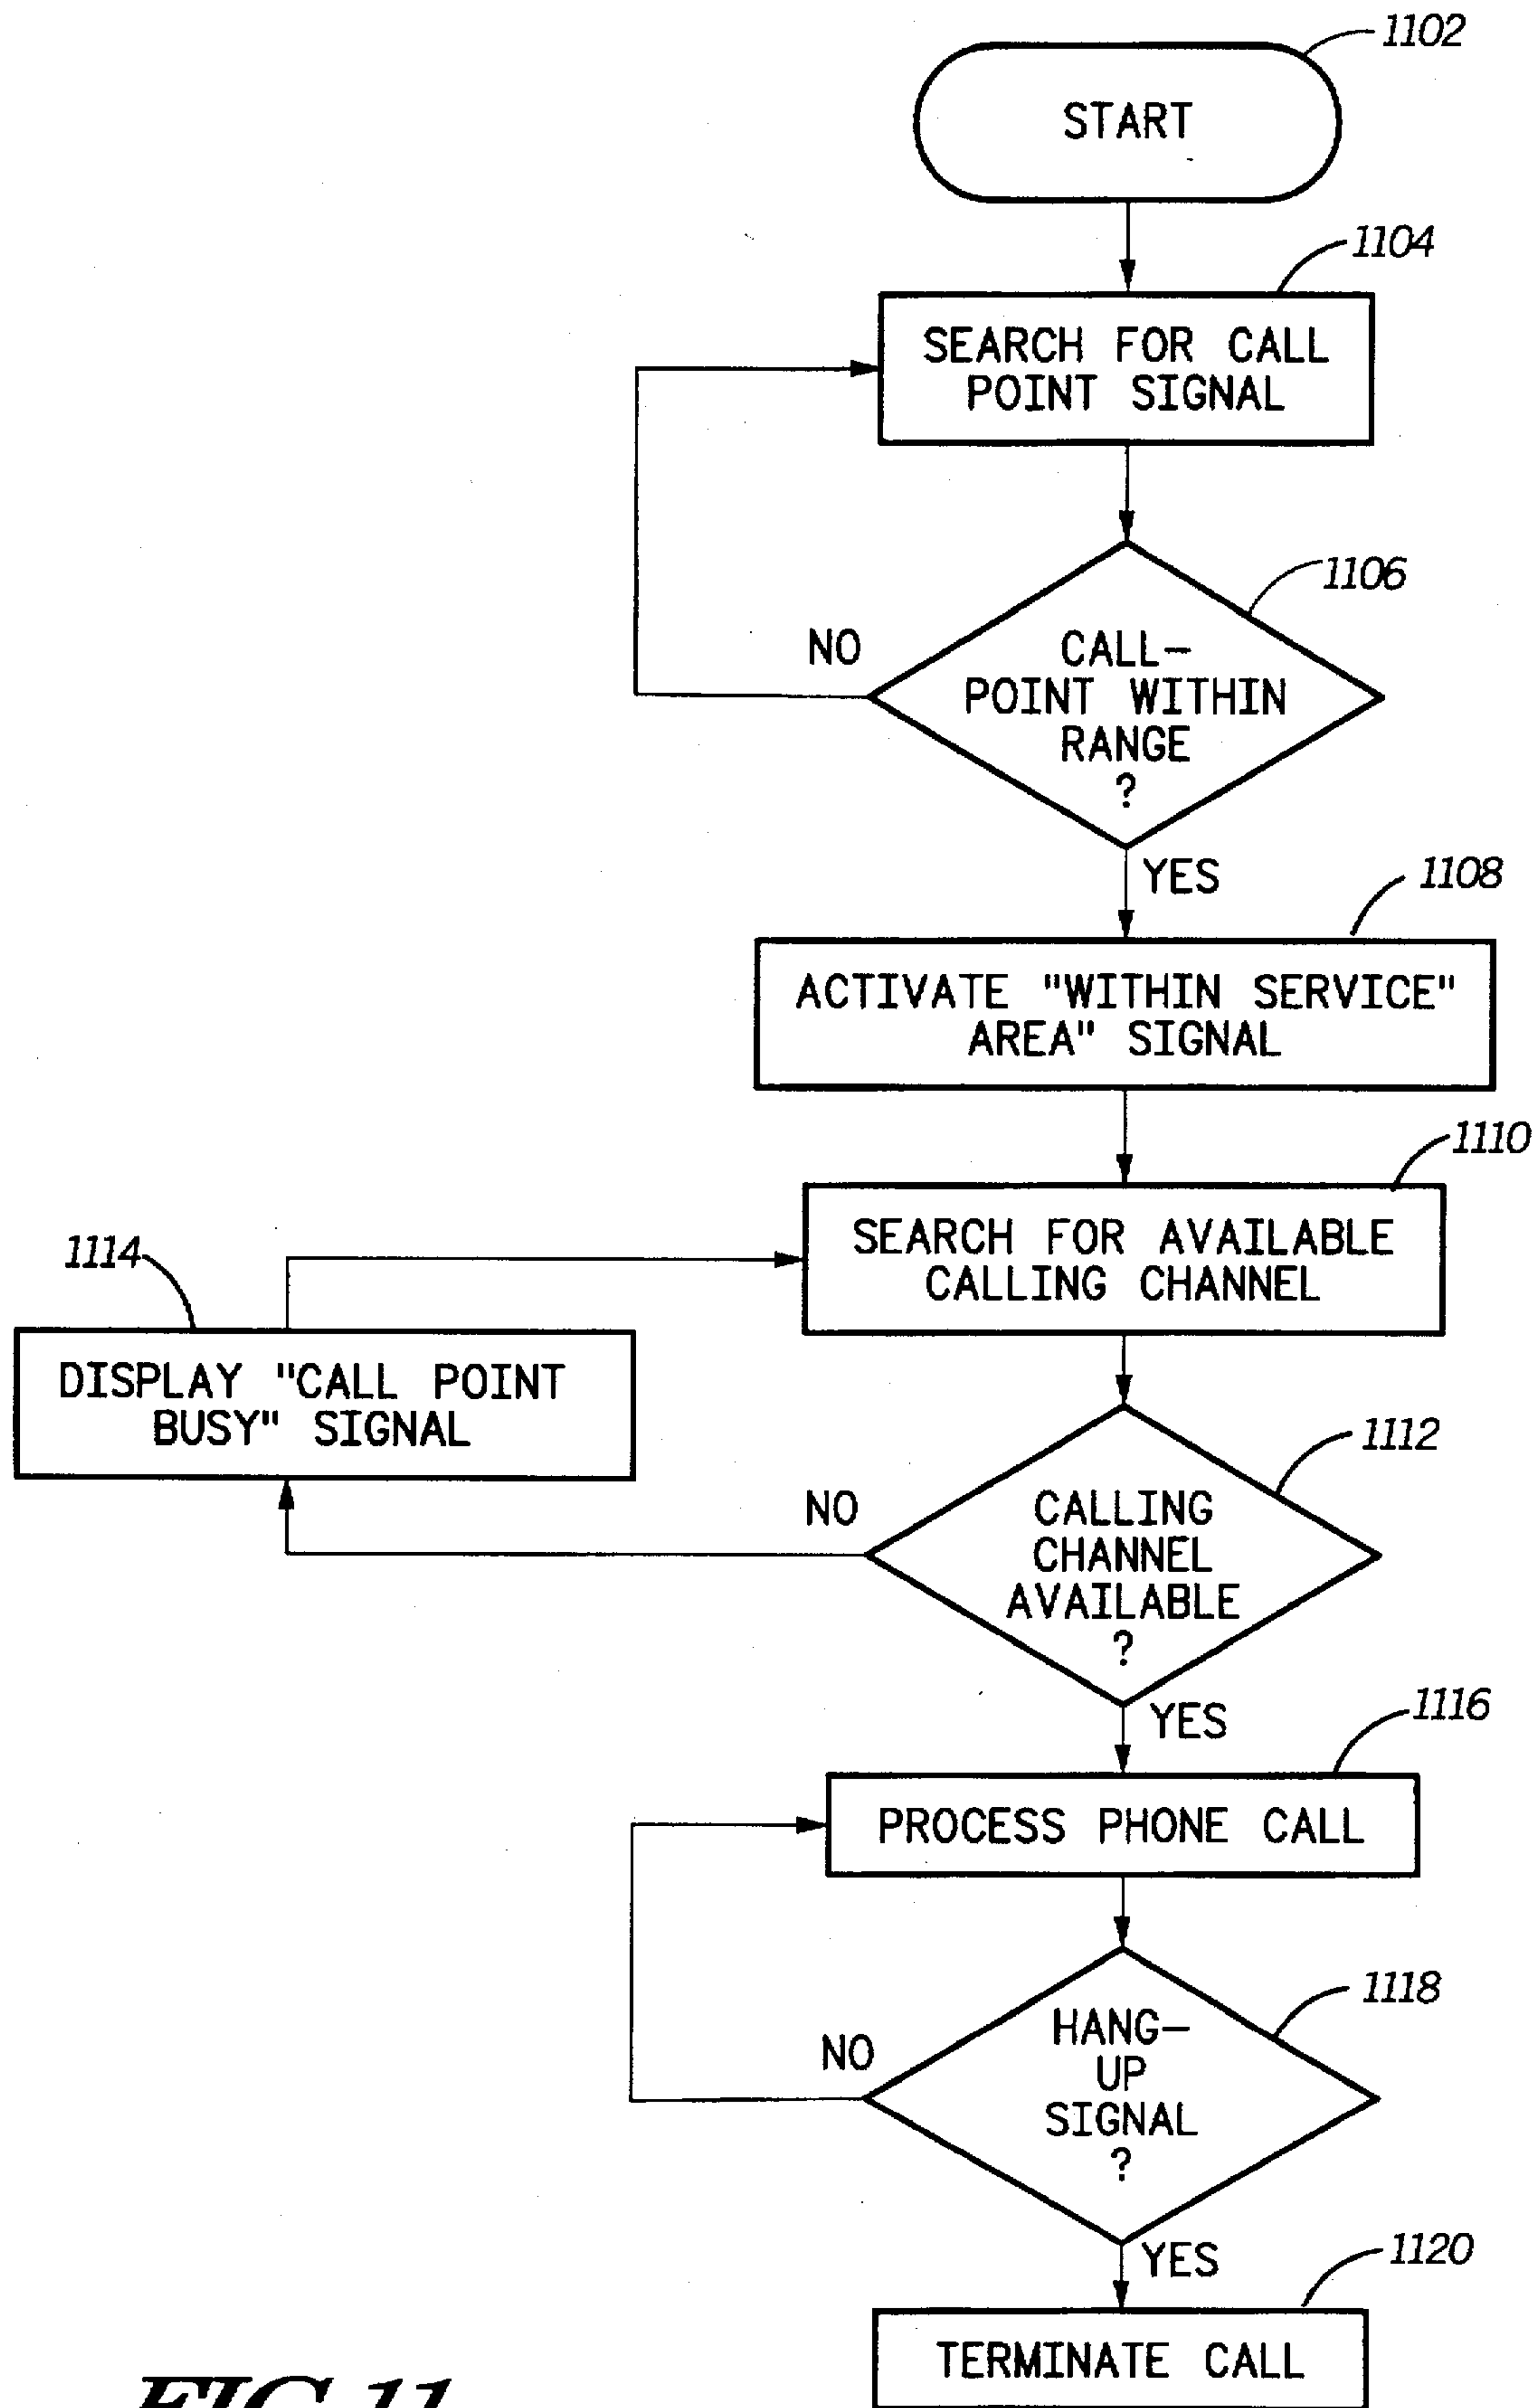 1102
START
1104
SEARCH FOR CALL
POINT SIGNAL
1106
NO
CALL-
POINT WITHIN
RANGE
?
YES
1108
ACTIVATE "WITHIN SERVICE"
AREA" SIGNAL
1110
SEARCH FOR AVAILABLE
CALLING CHANNEL
1114
DISPLAY "CALL POINT
BUSY" SIGNAL
1112
NO
CALLING
CHANNEL
AVAILABLE
?
YES
1116
PROCESS PHONE CALL
1118
NO
HANG-
UP
SIGNAL
?
YES
1120
TERMINATE CALL
FIG.11